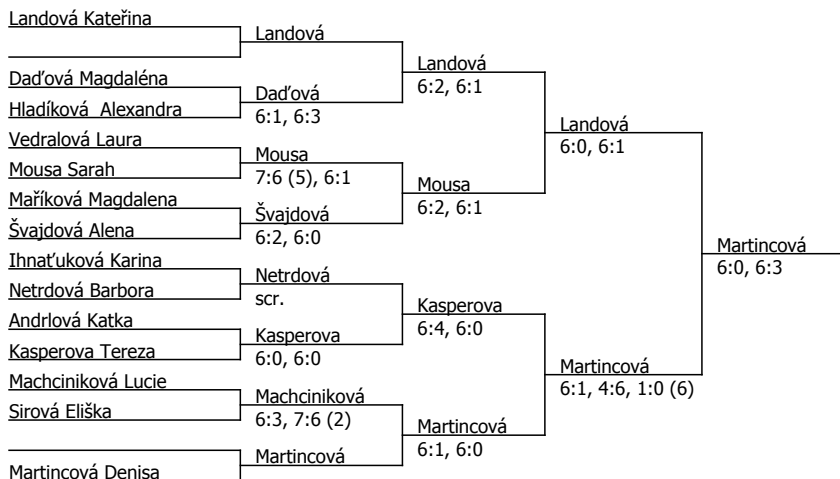 Landová Kateřina
Landová
Landová
6:2, 6:1
Daďová Magdaléna
Daďová
6:1, 6:3
Hladíková  Alexandra
Landová
6:0, 6:1
Vedralová Laura
Mousa
7:6 (5), 6:1
Mousa Sarah
Mousa
6:2, 6:1
Maříková Magdalena
Švajdová
6:2, 6:0
Švajdová Alena
Martincová
6:0, 6:3
Ihnaťuková Karina
Netrdová
scr.
Netrdová Barbora
Kasperova
6:4, 6:0
Andrlová Katka
Kasperova
6:0, 6:0
Kasperova Tereza
Martincová
6:1, 4:6, 1:0 (6)
Machciniková Lucie
Machciniková
6:3, 7:6 (2)
Sirová Eliška
Martincová
6:1, 6:0
Martincová
Martincová Denisa